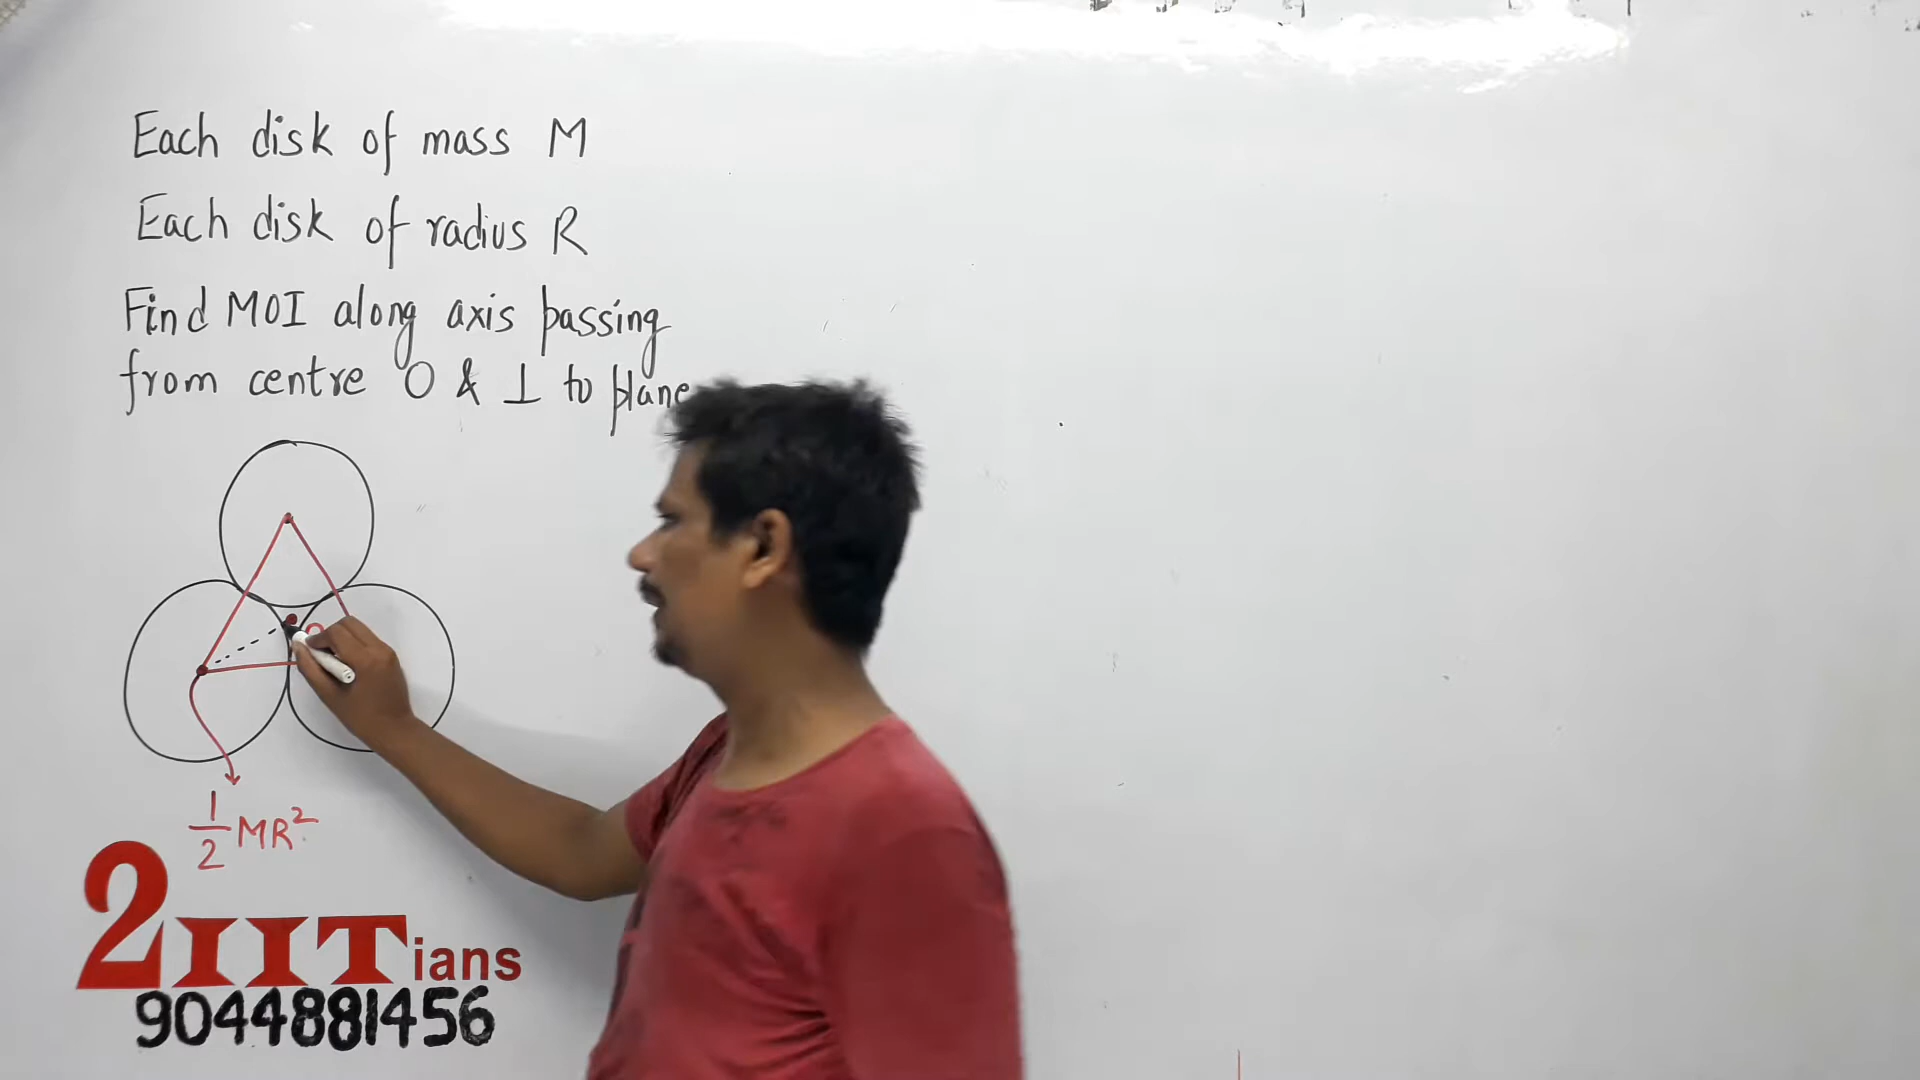 Each disk of mass M
Each disk of radius R
Find MOI along axis passing
from centre O & ⊥ to plane
1/2 MR²
2IITians
9044881456